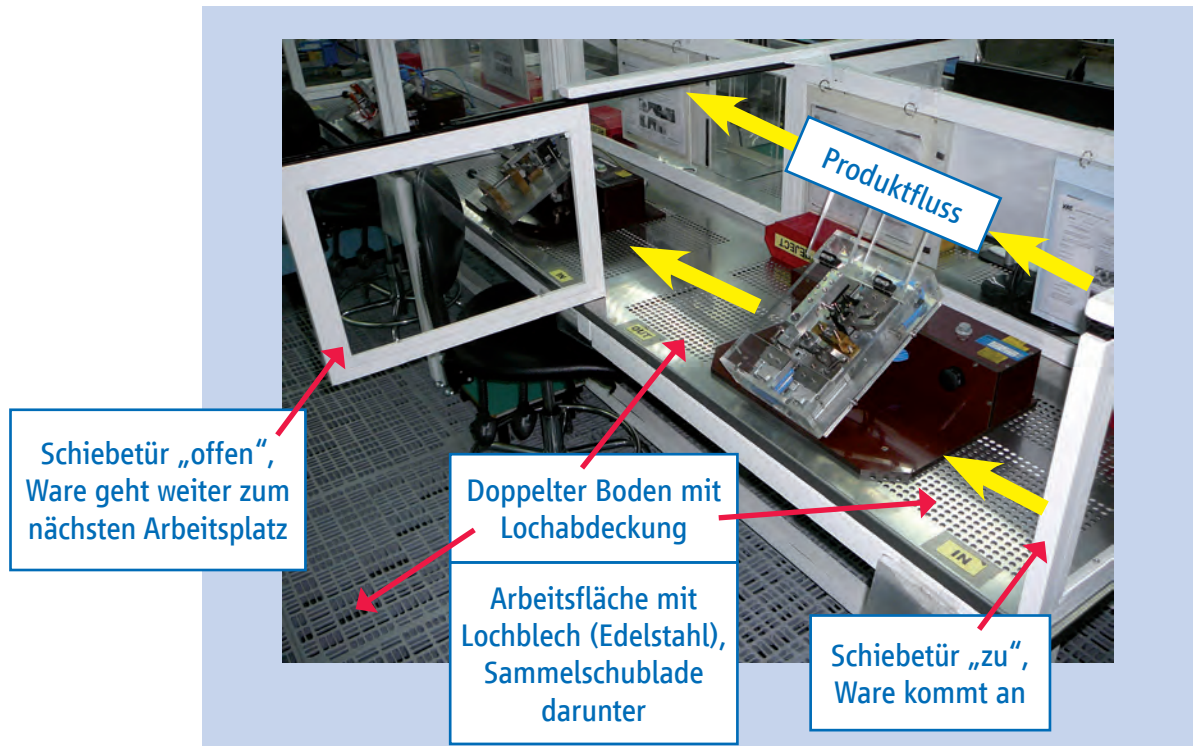 Produktfluss
REJECT
IN
OUT
IN
Schiebetür „offen“,
Ware geht weiter zum
nächsten Arbeitsplatz
Doppelter Boden mit
Lochabdeckung
Arbeitsfläche mit
Lochblech (Edelstahl),
Sammelschublade
darunter
Schiebetür „zu“,
Ware kommt an